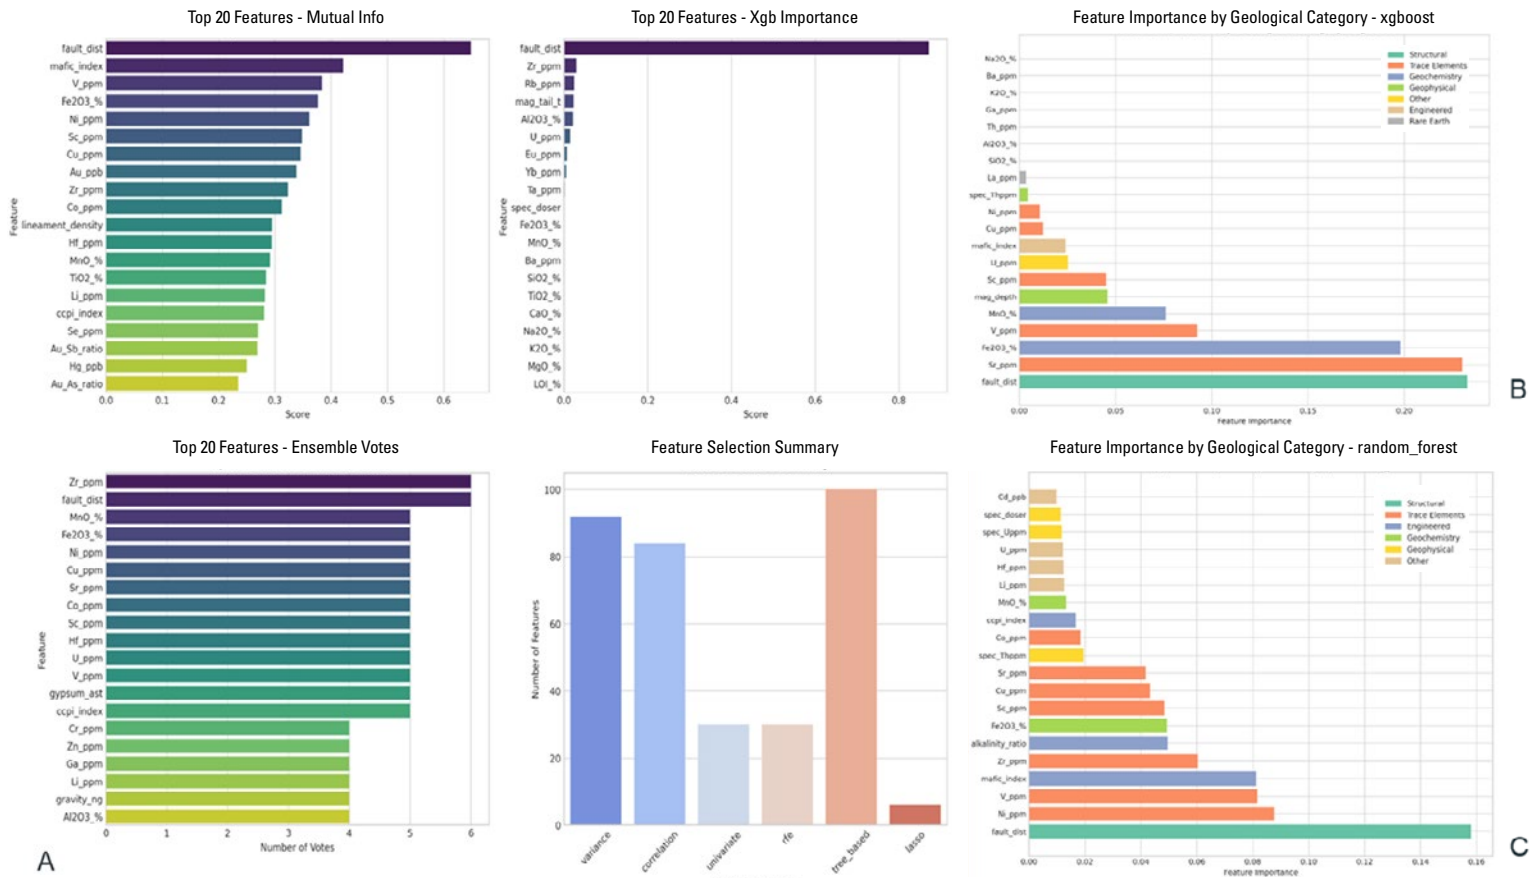 Top 20 Features - Mutual Info
Feature
fault_dist
mafic_index
V_ppm
Fe2O3_%
Ni_ppm
Sc_ppm
Cu_ppm
Au_ppb
Zr_ppm
Co_ppm
lineament_density
Hf_ppm
MnO_%
TiO2_%
Li_ppm
ccpi_index
Se_ppm
Au_Sb_ratio
Hg_ppb
Au_As_ratio
0.0 0.1 0.2 0.3 0.4 0.5 0.6
Score
Top 20 Features - Xgb Importance
Feature
fault_dist
Zr_ppm
Rb_ppm
mag_tail_t
Al2O3_%
U_ppm
Eu_ppm
Yb_ppm
Ta_ppm
spec_doser
Fe2O3_%
MnO_%
Ba_ppm
SiO2_%
TiO2_%
CaO_%
Na2O_%
K2O_%
MgO_%
LOI_%
0.0 0.2 0.4 0.6 0.8
Score
Feature Importance by Geological Category - xgboost
Na2O_%
Ba_ppm
K2O_%
Ga_ppm
Th_ppm
Al2O3_%
SiO2_%
La_ppm
spec_Thppm
Ni_ppm
Cu_ppm
mafic_index
Li_ppm
Sc_ppm
mag_depth
MnO_%
V_ppm
Fe2O3_%
Sr_ppm
fault_dist
Structural
Trace Elements
Geochemistry
Geophysical
Other
Engineered
Rare Earth
0.00 0.05 0.10 0.15 0.20
Feature Importance
B
Top 20 Features - Ensemble Votes
Feature
Zr_ppm
fault_dist
MnO_%
Fe2O3_%
Ni_ppm
Cu_ppm
Sr_ppm
Co_ppm
Sc_ppm
Hf_ppm
U_ppm
V_ppm
gypsum_ast
ccpi_index
Cr_ppm
Zn_ppm
Ga_ppm
Li_ppm
gravity_ng
Al2O3_%
0 1 2 3 4 5 6
Number of Votes
A
Feature Selection Summary
Number of Features
100
80
60
40
20
0
variance correlation univariate rfe tree_based lasso
Feature Importance by Geological Category - random_forest
Cd_ppb
spec_doser
spec_Uppm
U_ppm
Hf_ppm
Li_ppm
MnO_%
ccpi_index
Co_ppm
spec_Thppm
Sr_ppm
Cu_ppm
Sc_ppm
Fe2O3_%
alkalinity_ratio
Zr_ppm
mafic_index
V_ppm
Ni_ppm
fault_dist
Structural
Trace Elements
Engineered
Geochemistry
Geophysical
Other
0.00 0.02 0.04 0.06 0.08 0.10 0.12 0.14 0.16
Feature Importance
C